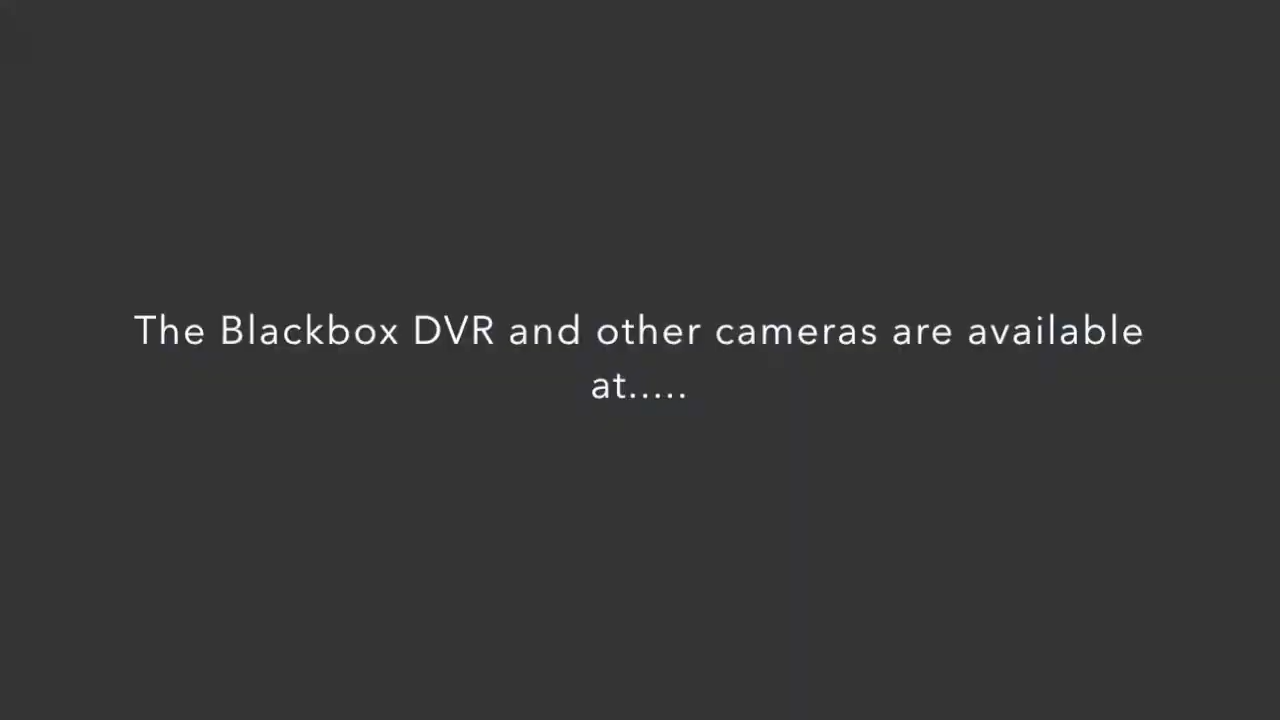 The Blackbox DVR and other cameras are available
at.....